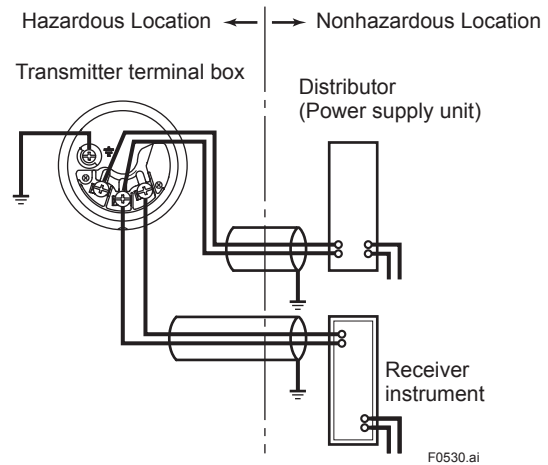 Hazardous Location
Nonhazardous Location
Transmitter terminal box
Distributor
(Power supply unit)
Receiver
instrument
F0530.ai